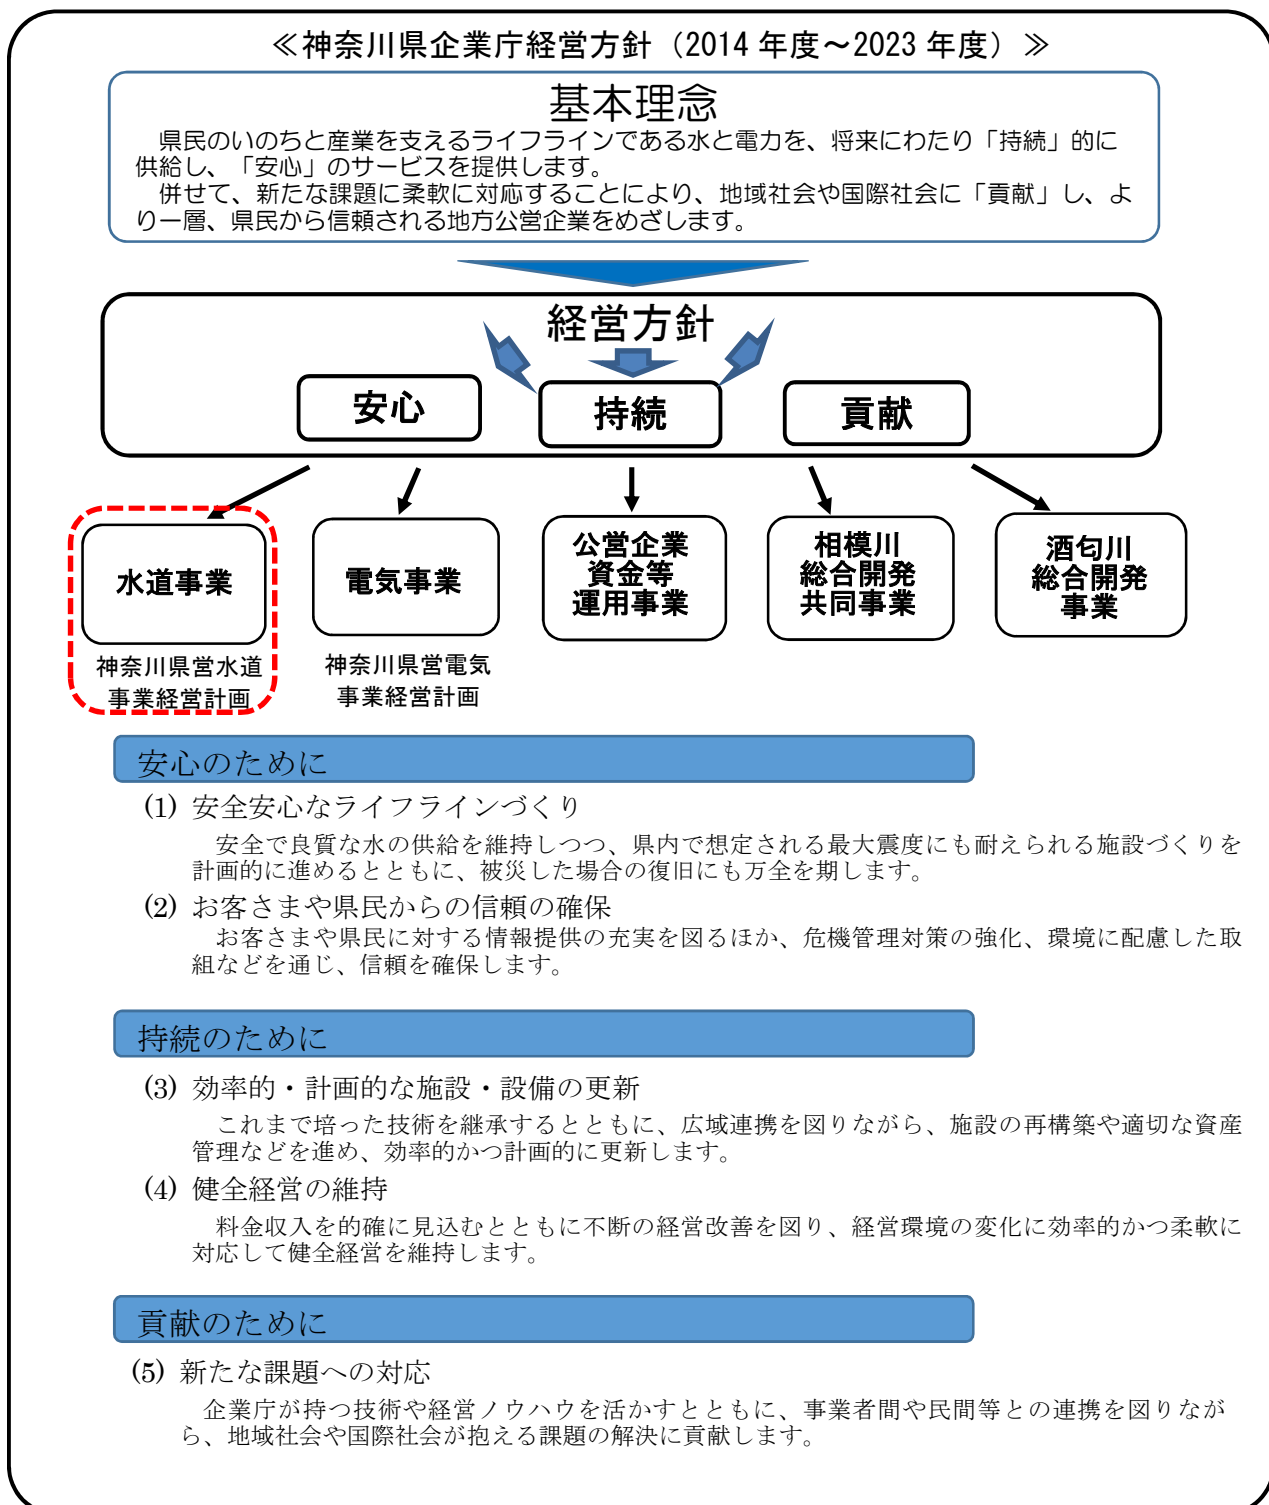 ≪神奈川県企業庁経営方針（2014 年度～2023 年度）≫
基本理念
県民のいのちと産業を支えるライフラインである水と電力を、将来にわたり「持続」的に
供給し、「安心」のサービスを提供します。
併せて、新たな課題に柔軟に対応することにより、地域社会や国際社会に「貢献」し、よ
り一層、県民から信頼される地方公営企業をめざします。
経営方針
安心
持続
貢献
水道事業
電気事業
公営企業
資金等
運用事業
相模川
総合開発
共同事業
酒匂川
総合開発
事業
神奈川県営水道
事業経営計画
神奈川県営電気
事業経営計画
安心のために
(1) 安全安心なライフラインづくり
安全で良質な水の供給を維持しつつ、県内で想定される最大震度にも耐えられる施設づくりを
計画的に進めるとともに、被災した場合の復旧にも万全を期します。
(2) お客さまや県民からの信頼の確保
お客さまや県民に対する情報提供の充実を図るほか、危機管理対策の強化、環境に配慮した取
組などを通じ、信頼を確保します。
持続のために
(3) 効率的・計画的な施設・設備の更新
これまで培った技術を継承するとともに、広域連携を図りながら、施設の再構築や適切な資産
管理などを進め、効率的かつ計画的に更新します。
(4) 健全経営の維持
料金収入を的確に見込むとともに不断の経営改善を図り、経営環境の変化に効率的かつ柔軟に
対応して健全経営を維持します。
貢献のために
(5) 新たな課題への対応
企業庁が持つ技術や経営ノウハウを活かすとともに、事業者間や民間等との連携を図りなが
ら、地域社会や国際社会が抱える課題の解決に貢献します。